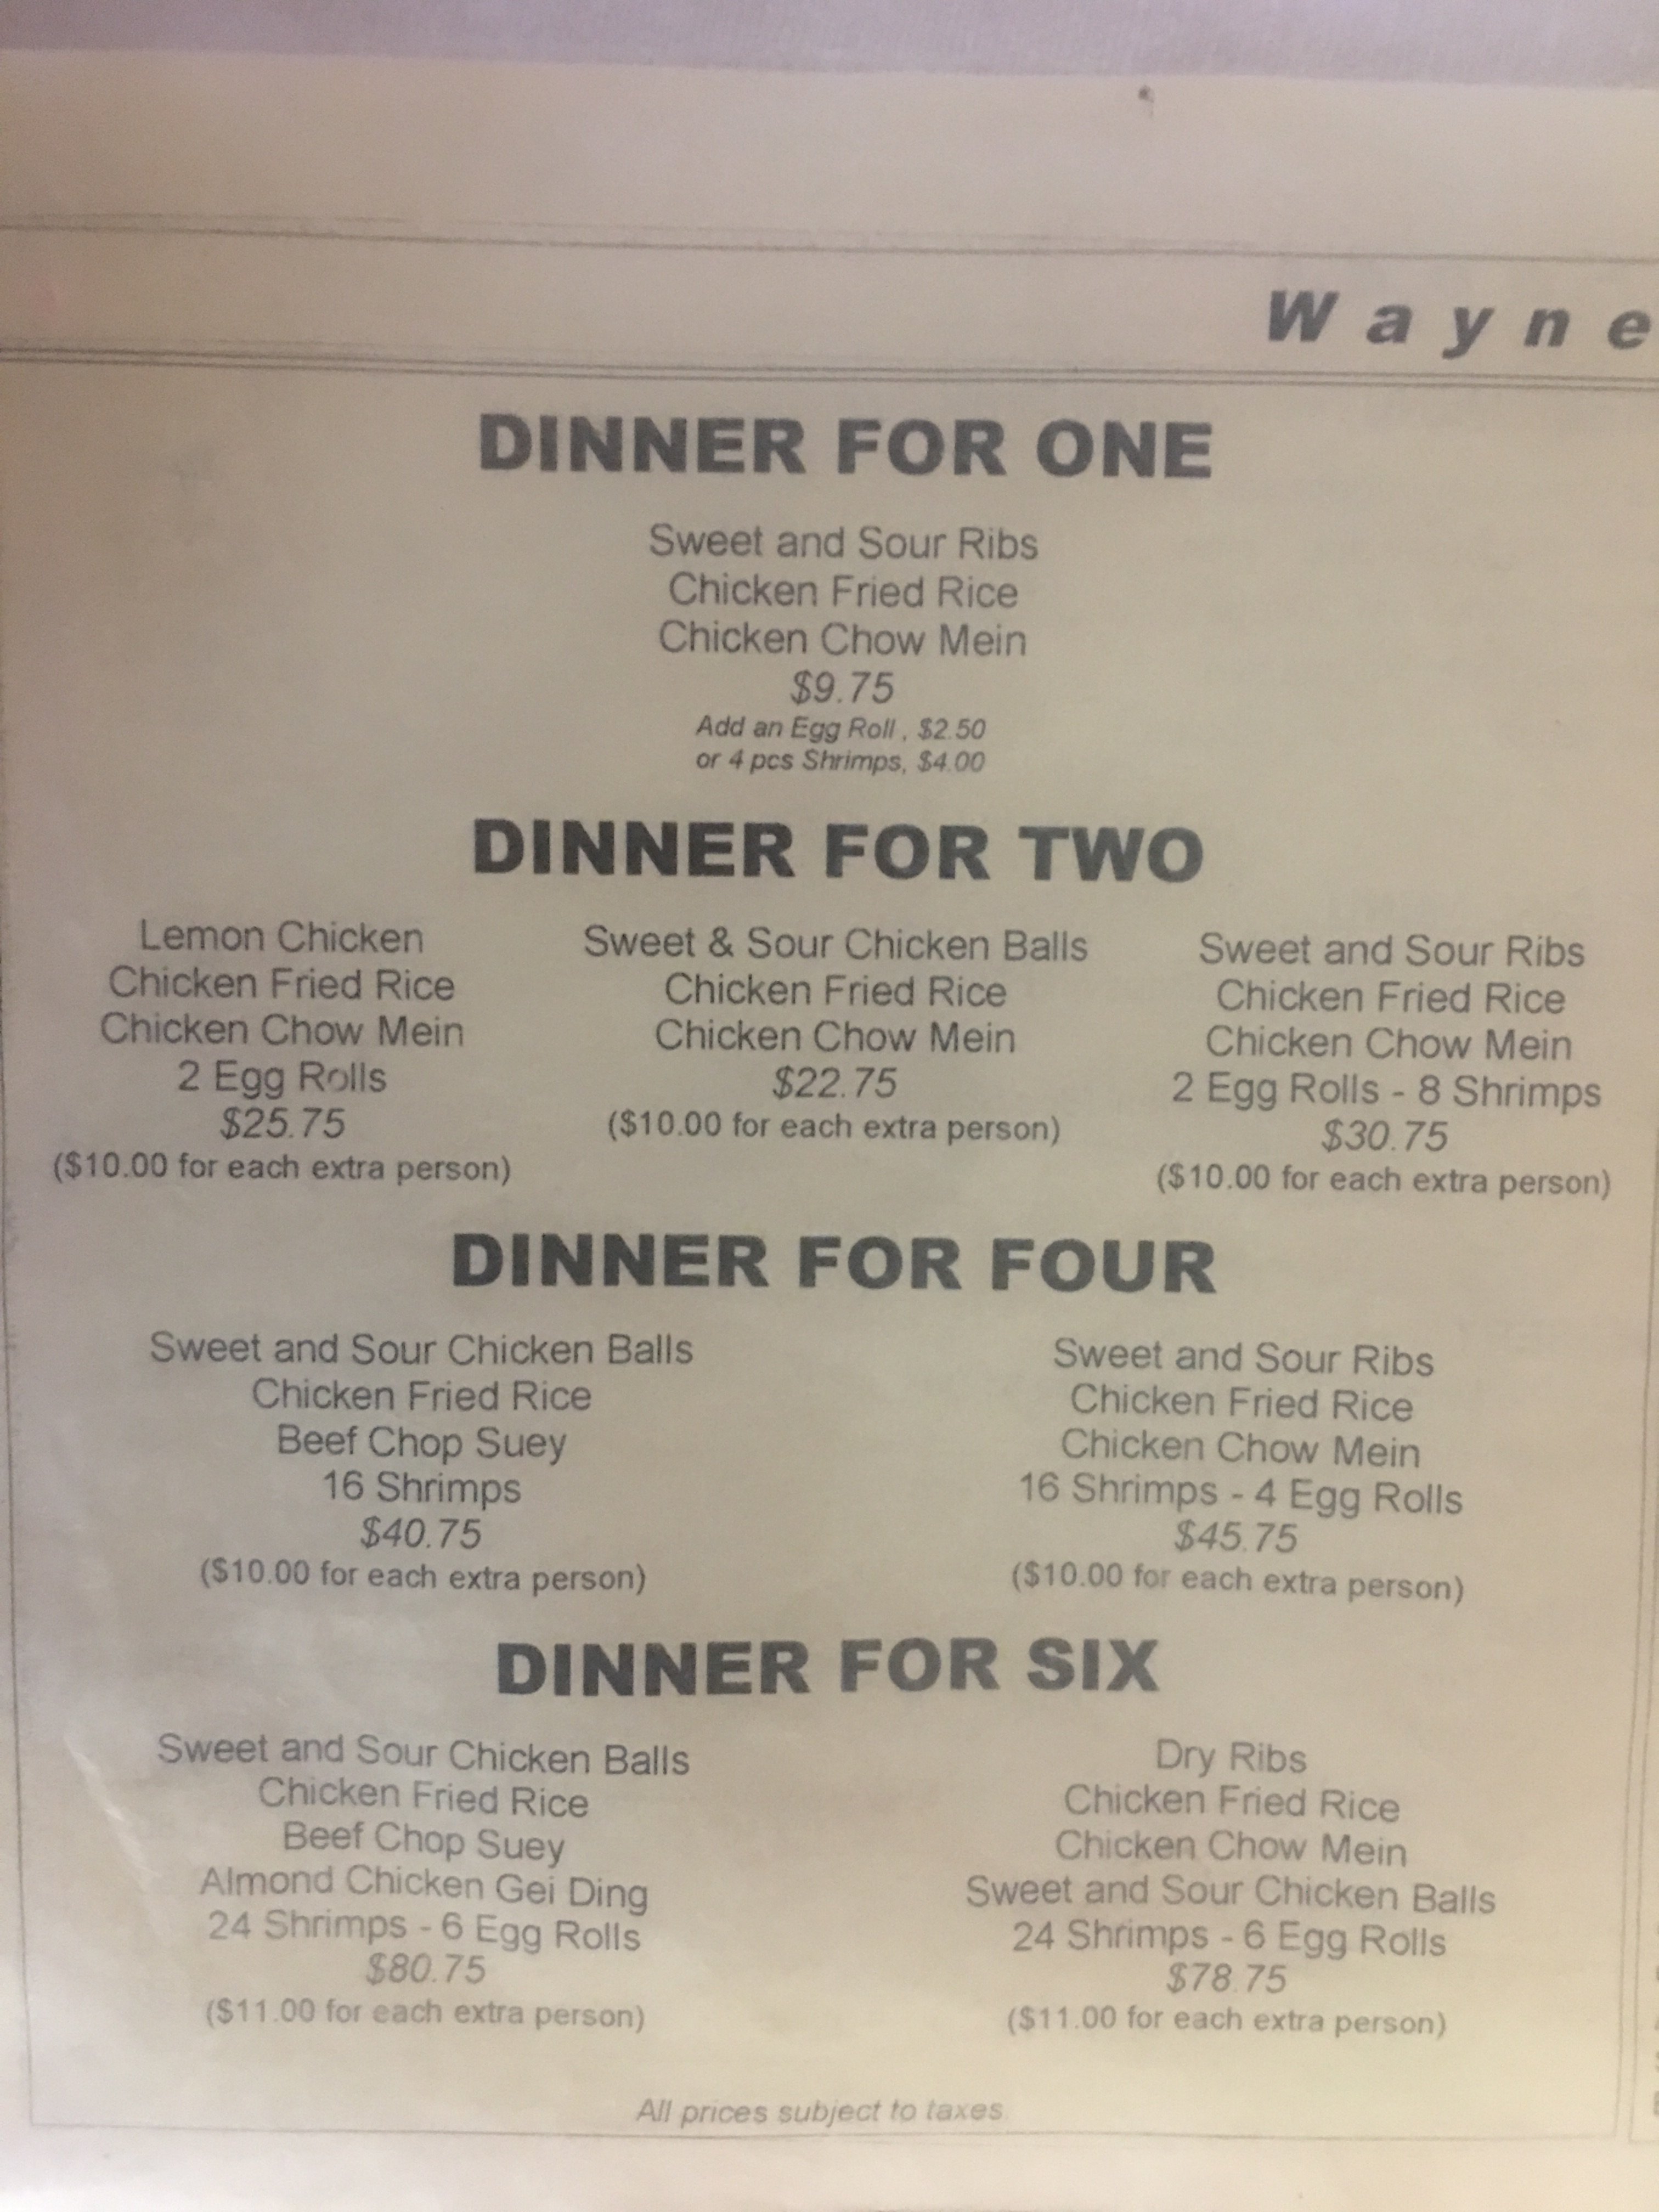 Wayne
DINNER FOR ONE
Sweet and Sour Ribs
Chicken Fried Rice
Chicken Chow Mein
$9.75
Add an Egg Roll , $2.50
or 4 pcs Shrimps, $4.00
DINNER FOR TWO
Lemon Chicken
Chicken Fried Rice
Chicken Chow Mein
2 Egg Rolls
$25.75
($10.00 for each extra person)
Sweet & Sour Chicken Balls
Chicken Fried Rice
Chicken Chow Mein
$22.75
($10.00 for each extra person)
Sweet and Sour Ribs
Chicken Fried Rice
Chicken Chow Mein
2 Egg Rolls - 8 Shrimps
$30.75
($10.00 for each extra person)
DINNER FOR FOUR
Sweet and Sour Chicken Balls
Chicken Fried Rice
Beef Chop Suey
16 Shrimps
$40.75
($10.00 for each extra person)
Sweet and Sour Ribs
Chicken Fried Rice
Chicken Chow Mein
16 Shrimps - 4 Egg Rolls
$45.75
($10.00 for each extra person)
DINNER FOR SIX
Sweet and Sour Chicken Balls
Chicken Fried Rice
Beef Chop Suey
Almond Chicken Gei Ding
24 Shrimps - 6 Egg Rolls
$80.75
($11.00 for each extra person)
Dry Ribs
Chicken Fried Rice
Chicken Chow Mein
Sweet and Sour Chicken Balls
24 Shrimps - 6 Egg Rolls
$78.75
($11.00 for each extra person)
All prices subject to taxes